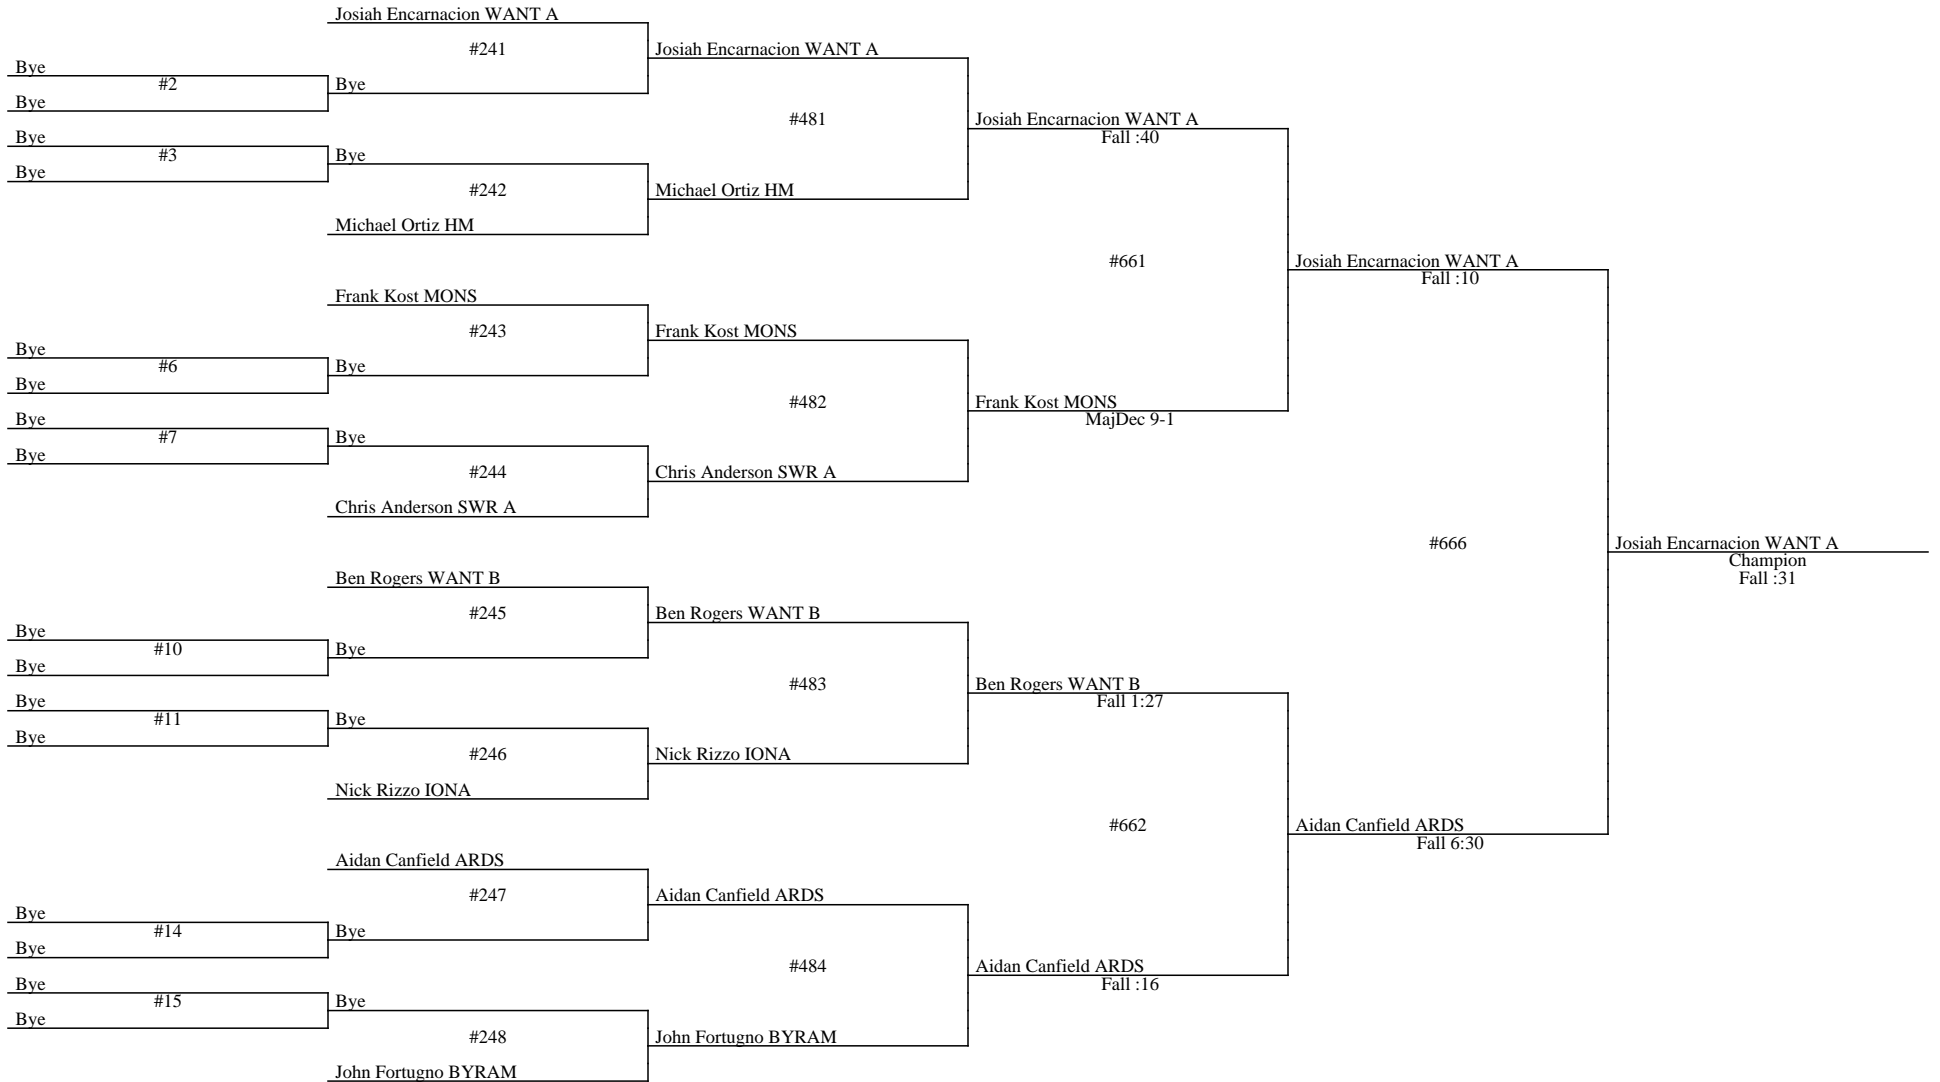 Josiah Encarnacion WANT A
#241
Josiah Encarnacion WANT A
Bye
#2
Bye
Bye
#481
Josiah Encarnacion WANT A
Fall :40
Bye
#3
Bye
Bye
#242
Michael Ortiz HM
Michael Ortiz HM
#661
Josiah Encarnacion WANT A
Fall :10
Frank Kost MONS
#243
Frank Kost MONS
Bye
#6
Bye
Bye
#482
Frank Kost MONS
MajDec 9-1
Bye
#7
Bye
Bye
#244
Chris Anderson SWR A
Chris Anderson SWR A
#666
Josiah Encarnacion WANT A
Champion
Fall :31
Ben Rogers WANT B
#245
Ben Rogers WANT B
Bye
#10
Bye
Bye
#483
Ben Rogers WANT B
Fall 1:27
Bye
#11
Bye
Bye
#246
Nick Rizzo IONA
Nick Rizzo IONA
#662
Aidan Canfield ARDS
Fall 6:30
Aidan Canfield ARDS
#247
Aidan Canfield ARDS
Bye
#14
Bye
Bye
#484
Aidan Canfield ARDS
Fall :16
Bye
#15
Bye
Bye
#248
John Fortugno BYRAM
John Fortugno BYRAM